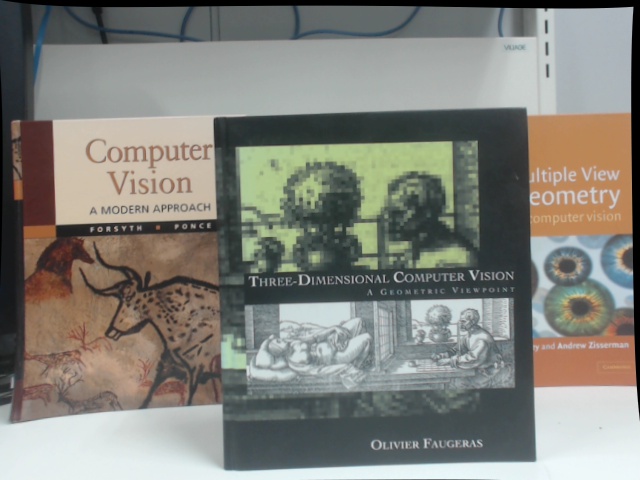 Computer
Vision
A MODERN APPROACH
FORSYTH PONCE
THREE-DIMENSIONAL COMPUTER VISION
A GEOMETRIC VIEWPOINT
OLIVIER FAUGERAS
ultiple View
eometry
computer vision
ey and Andrew Zisserman